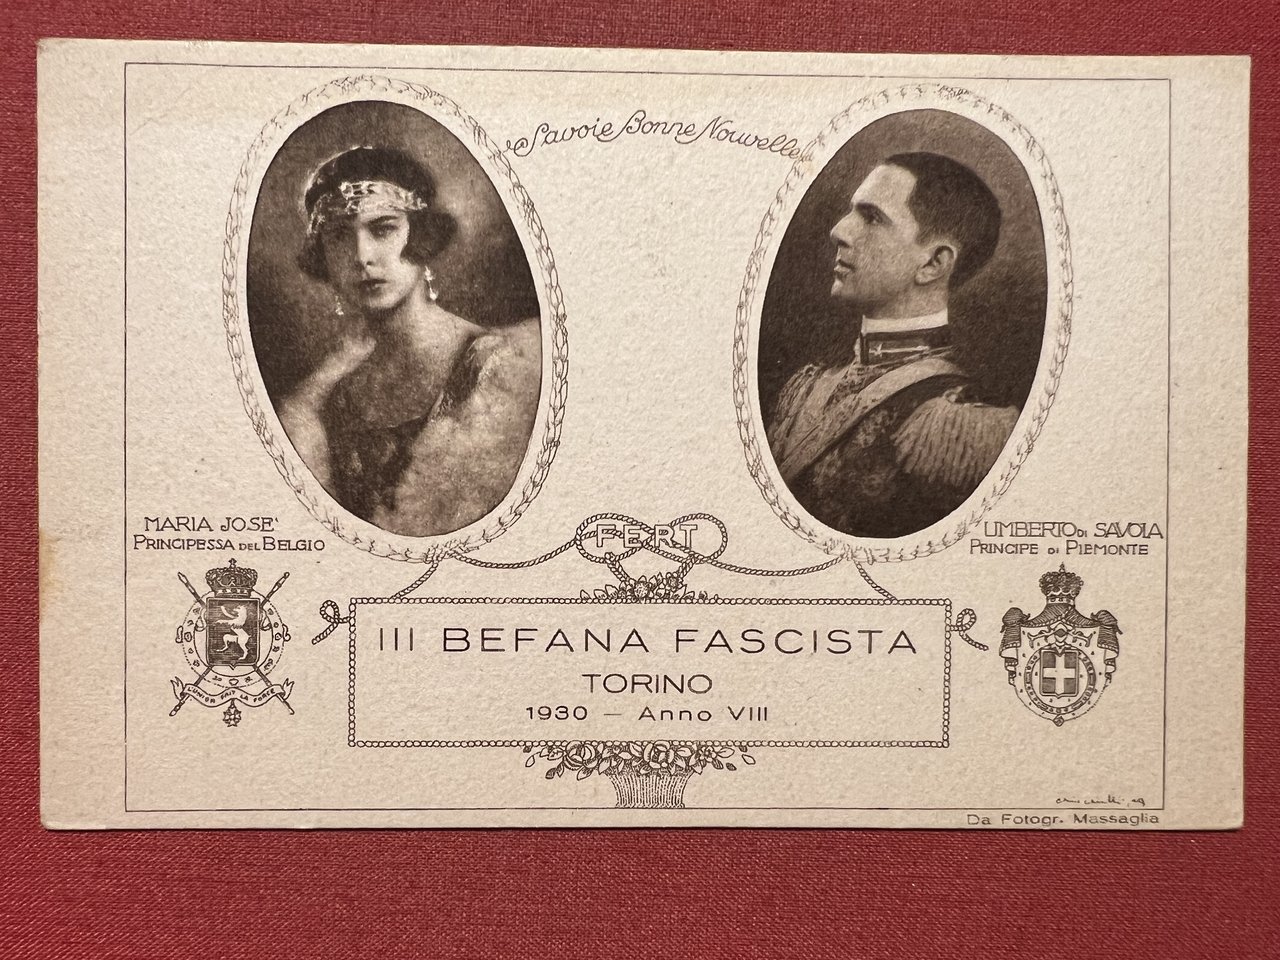 Savoie Bonne Nouvelle
MARIA JOSE'
PRINCIPESSA DEL BELGIO
FERT
UMBERTO DI SAVOIA
PRINCIPE DI PIEMONTE
L'UNION FAIT LA FORCE
III BEFANA FASCISTA
TORINO
1930 — Anno VIII
Da Fotogr. Massaglia